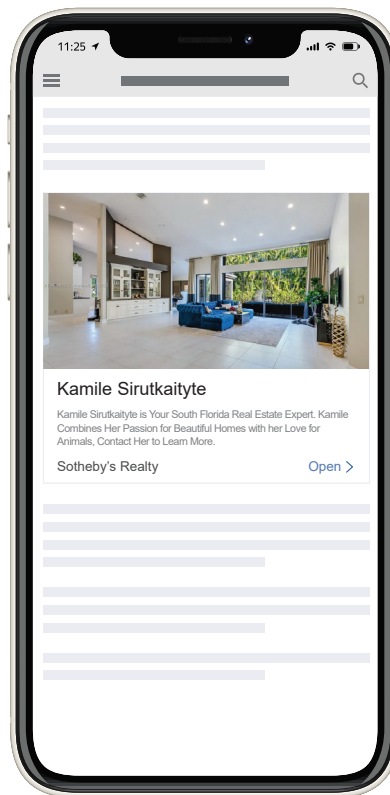 11:25
Kamile Sirutkaityte
Kamile Sirutkaityte is Your South Florida Real Estate Expert. Kamile
Combines Her Passion for Beautiful Homes with her Love for
Animals, Contact Her to Learn More.
Sotheby's Realty
Open